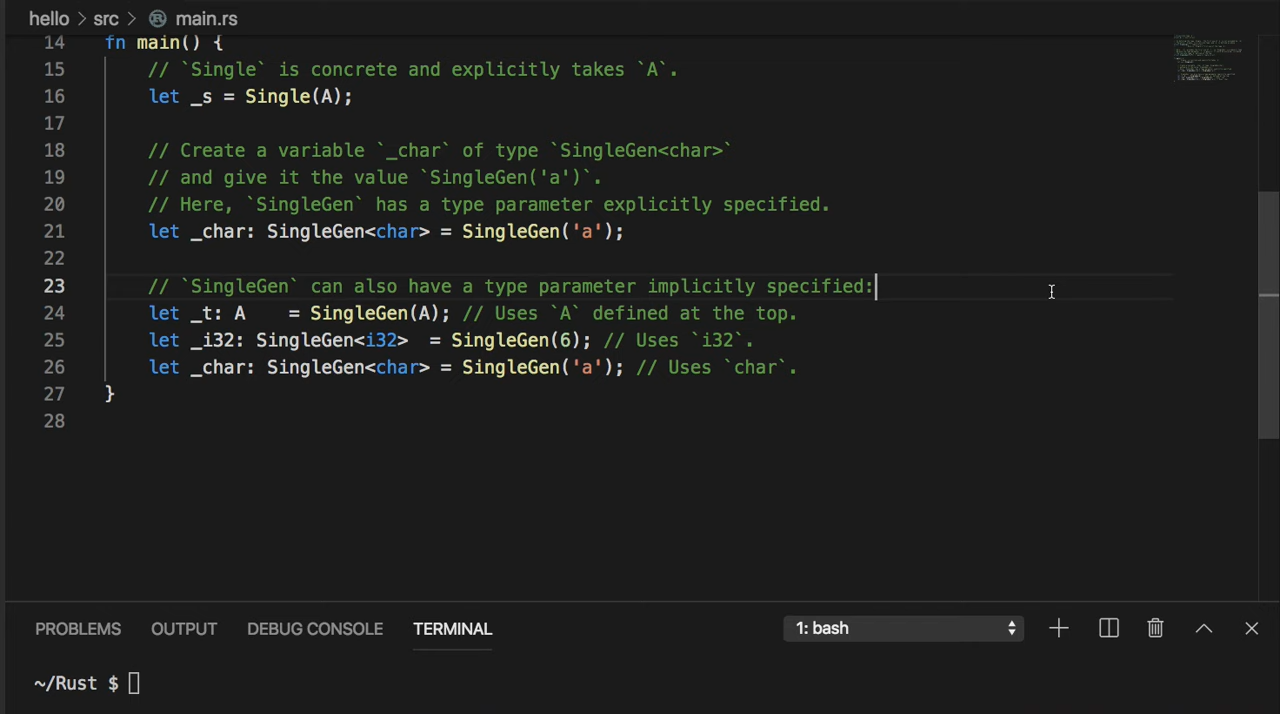 hello > src > main.rs
14 fn main() {
15 // `Single` is concrete and explicitly takes `A`.
16 let _s = Single(A);
17
18 // Create a variable `_char` of type `SingleGen<char>`
19 // and give it the value `SingleGen('a')`.
20 // Here, `SingleGen` has a type parameter explicitly specified.
21 let _char: SingleGen<char> = SingleGen('a');
22
23 // `SingleGen` can also have a type parameter implicitly specified:
24 let _t: A    = SingleGen(A); // Uses `A` defined at the top.
25 let _i32: SingleGen<i32>  = SingleGen(6); // Uses `i32`.
26 let _char: SingleGen<char> = SingleGen('a'); // Uses `char`.
27 }
28
PROBLEMS OUTPUT DEBUG CONSOLE TERMINAL 1: bash
~/Rust $